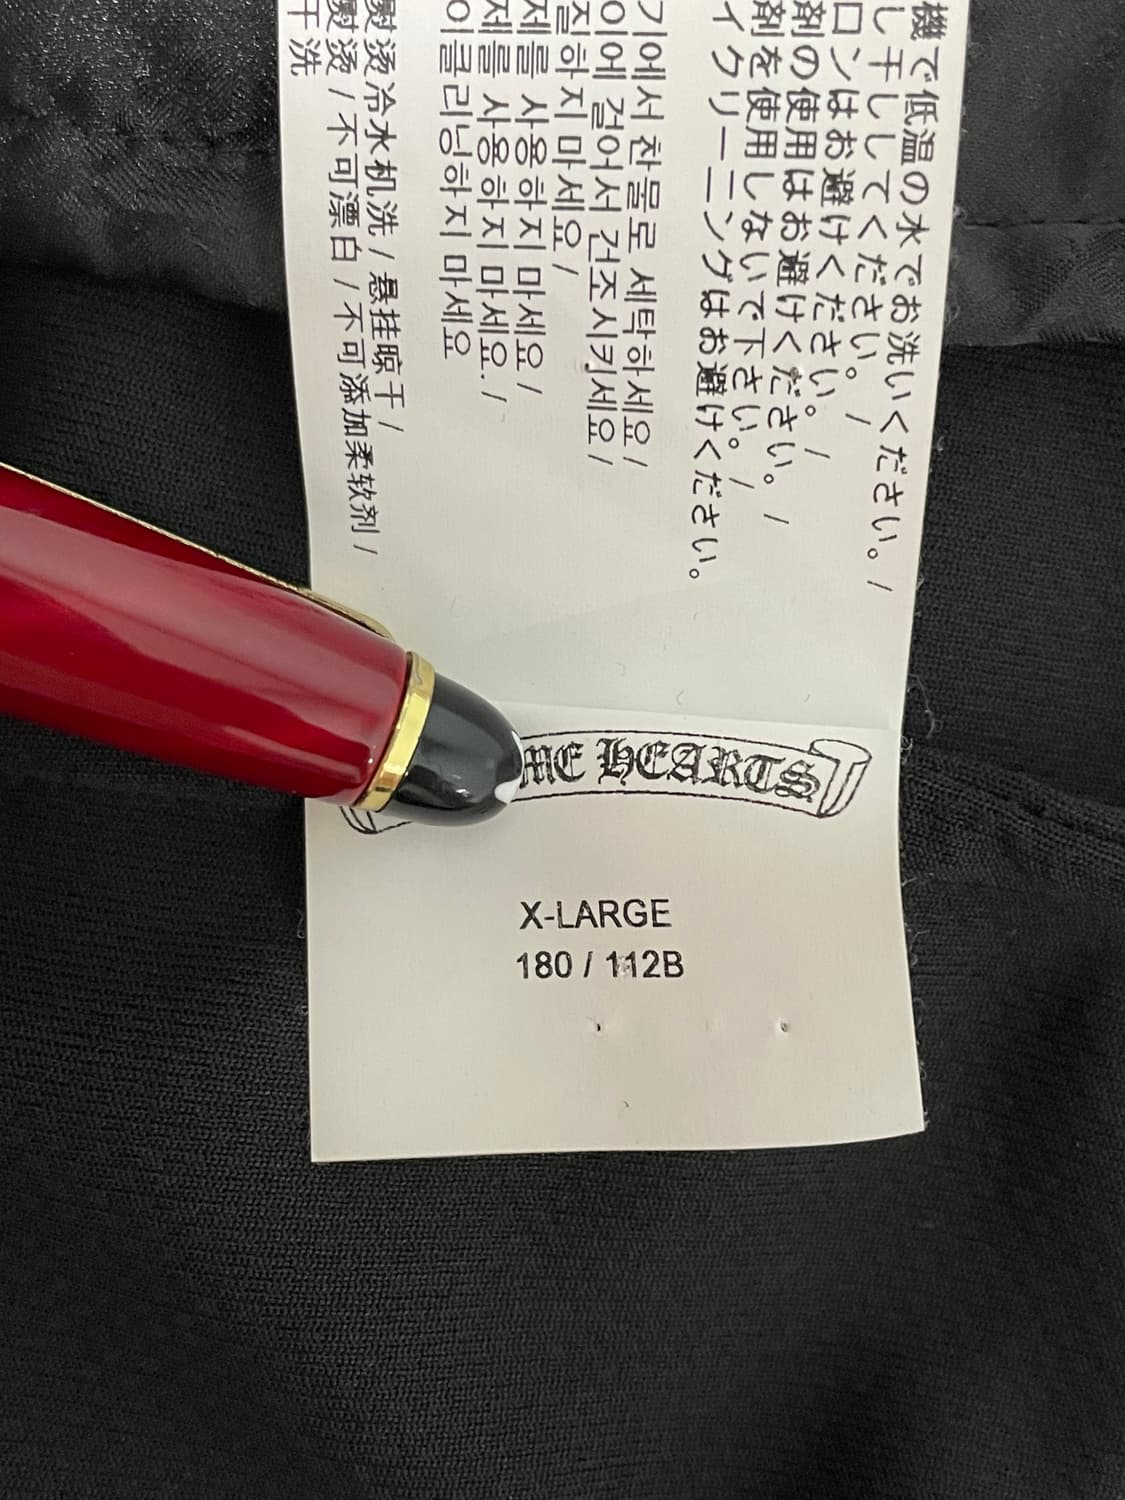 機で低温の水でお洗いください。/
し干ししてください。/
ロンはお避けください。/
剤の使用はお避けください。/
剤を使用しないで下さい。/
イクリーニングはお避けください。
기에서 찬물로 세탁하세요/
이에 걸어서 건조시키세요/
질하지 마세요/
제를 사용하지 마세요/
제를 사용하지 마세요./
이클리닝하지 마세요
熨烫冷水机洗/悬挂晾干/
熨烫/不可漂白/不可添加柔软剂/
干洗
ME HEARTS
X-LARGE
180 / 112B